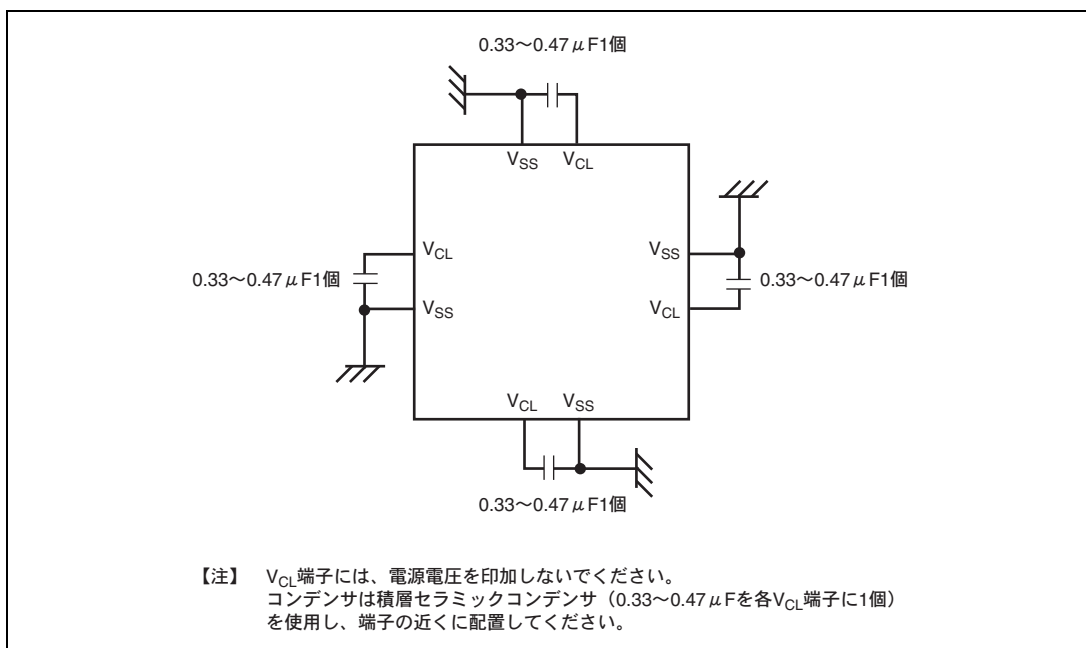 0.33～0.47μF1個
VSS VCL
VCL
VSS
0.33～0.47μF1個
VSS
VCL
0.33～0.47μF1個
VCL VSS
0.33～0.47μF1個
【注】 VCL端子には、電源電圧を印加しないでください。
コンデンサは積層セラミックコンデンサ（0.33～0.47μFを各VCL端子に1個）
を使用し、端子の近くに配置してください。